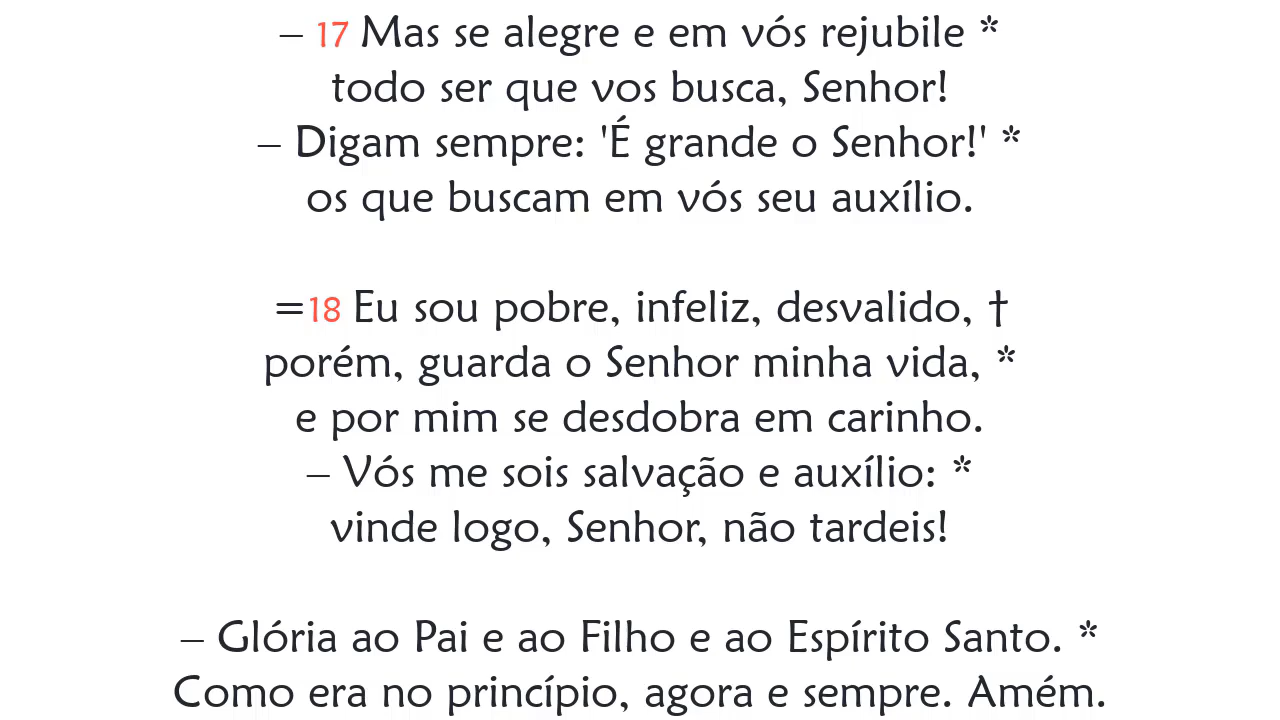 – 17 Mas se alegre e em vós rejubile *
todo ser que vos busca, Senhor!
– Digam sempre: 'É grande o Senhor!' *
os que buscam em vós seu auxílio.
=18 Eu sou pobre, infeliz, desvalido, †
porém, guarda o Senhor minha vida, *
e por mim se desdobra em carinho.
– Vós me sois salvação e auxílio: *
vinde logo, Senhor, não tardeis!
– Glória ao Pai e ao Filho e ao Espírito Santo. *
Como era no princípio, agora e sempre. Amém.